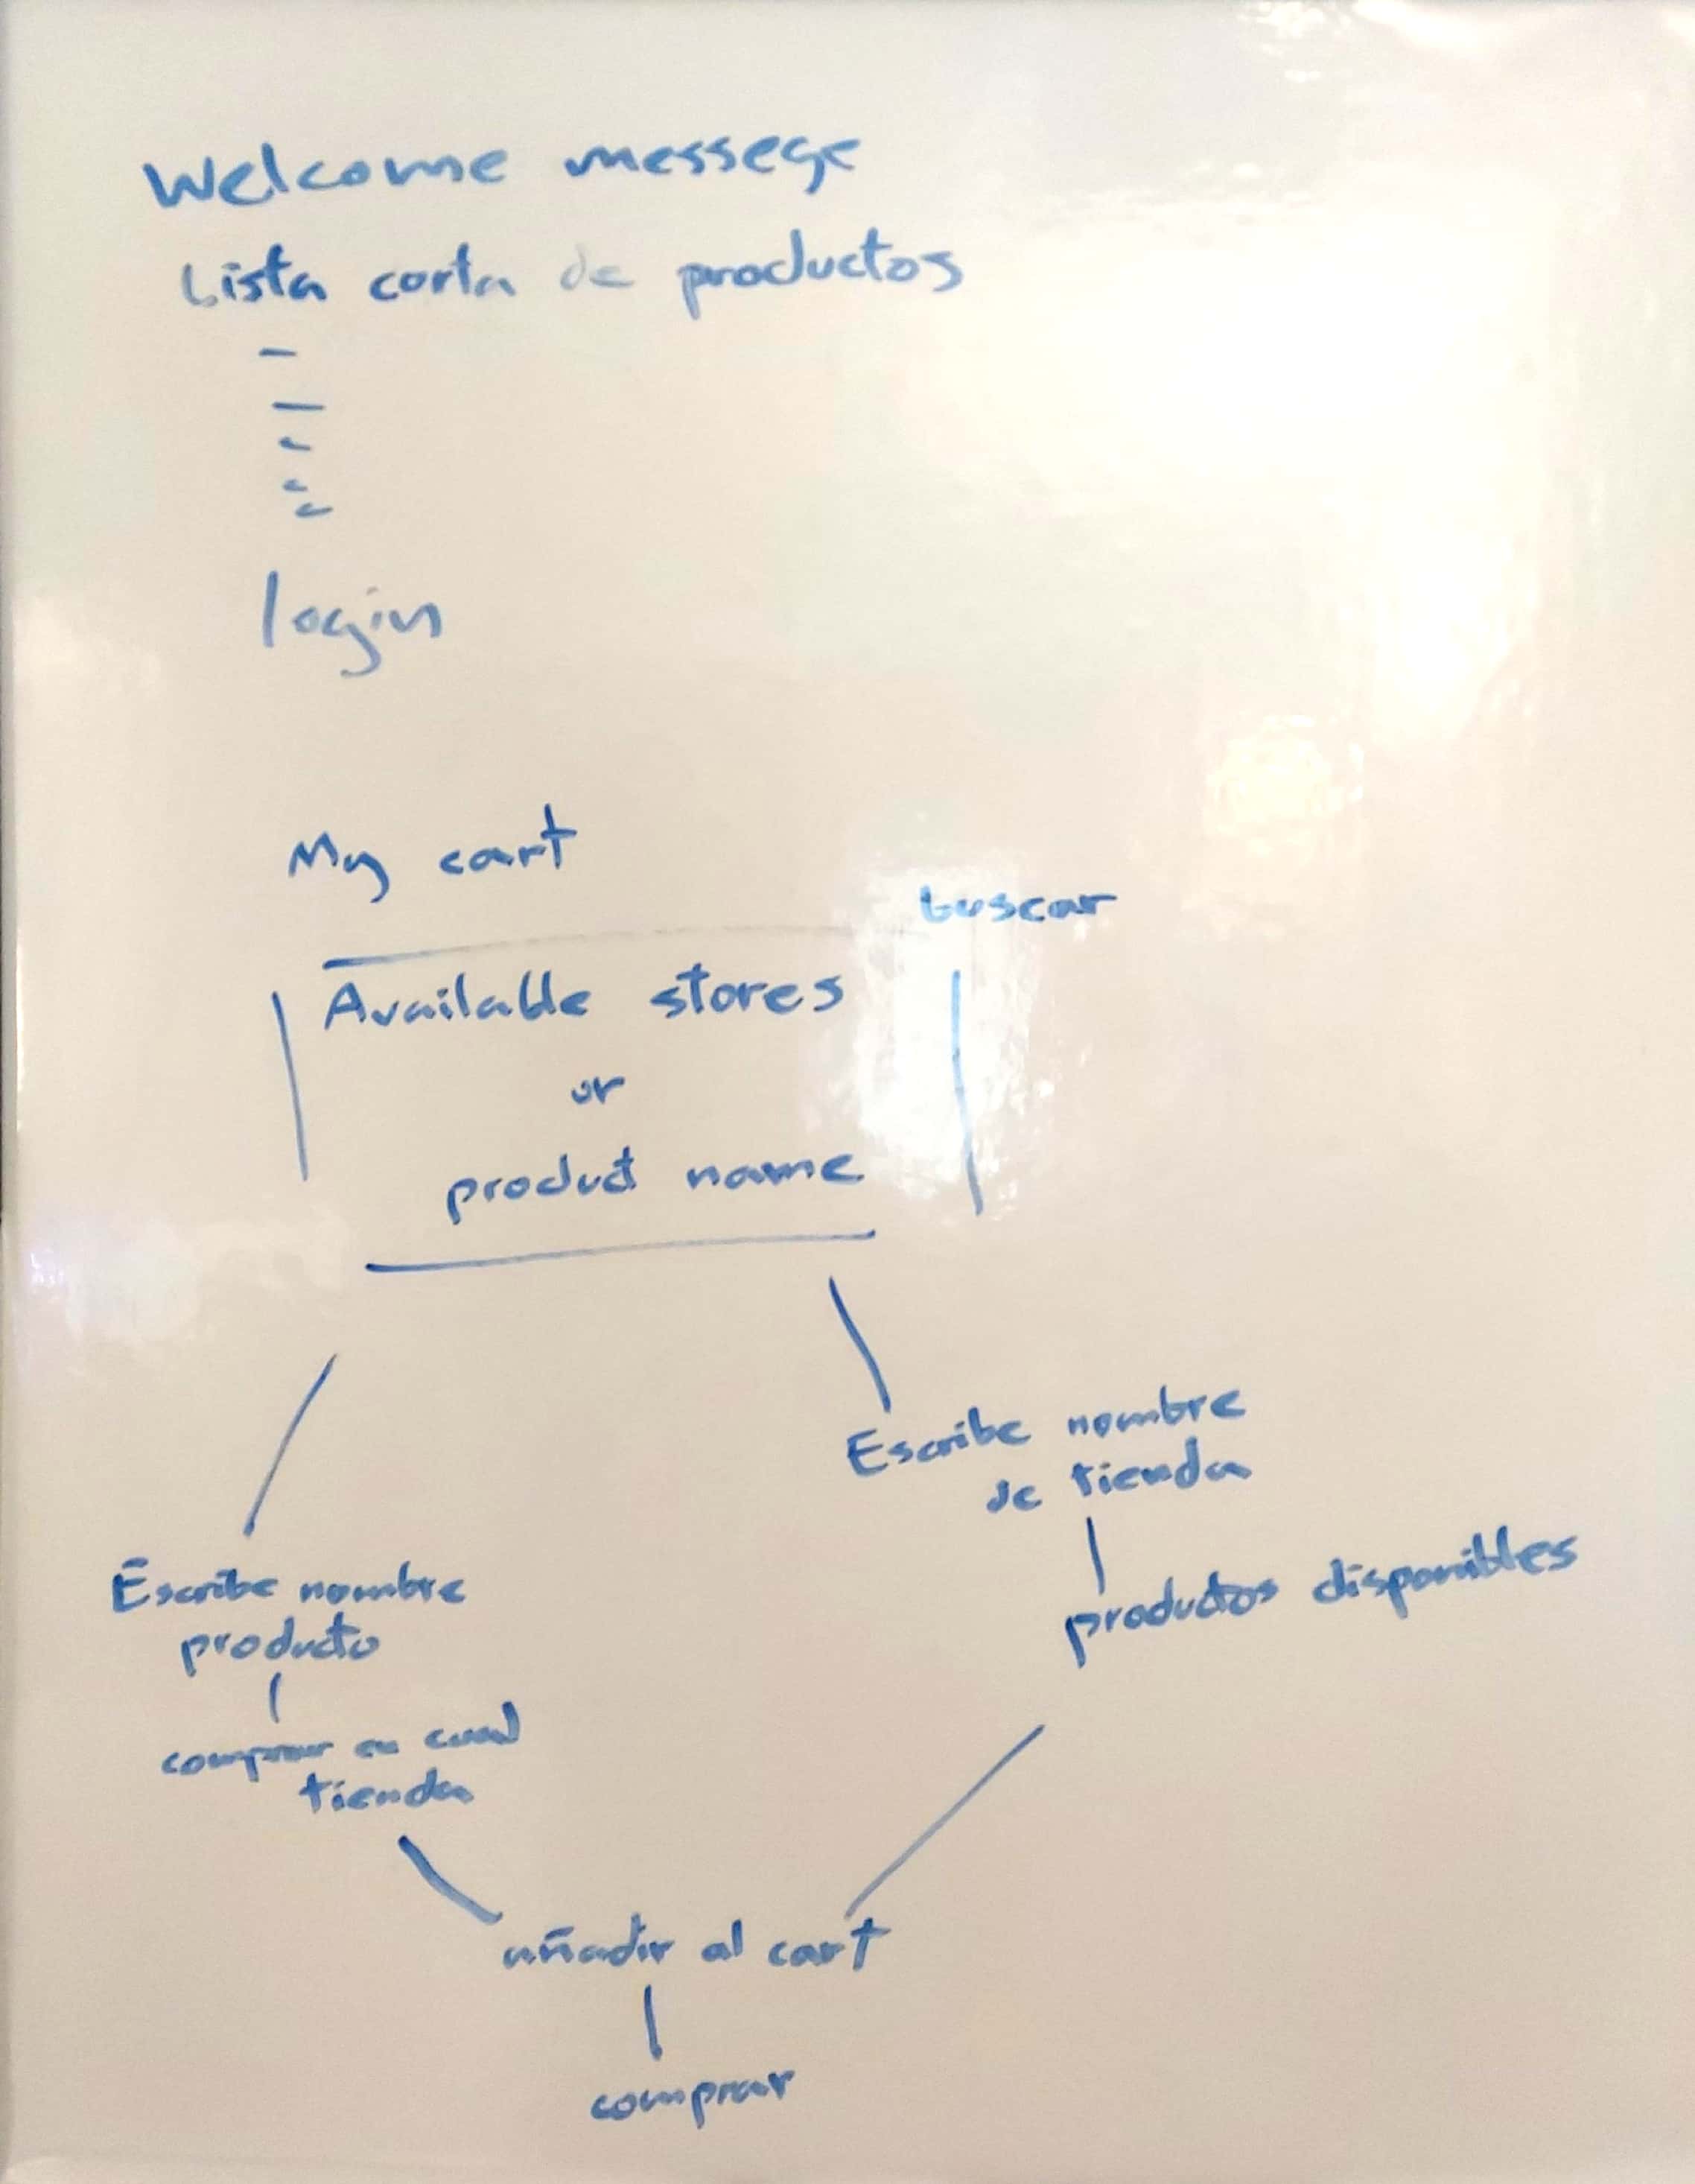 Welcome messege
Lista corta de productos
-
-
-
-
-
login
My cart
buscar
Available stores
or
product name
Escribe nombre
de tienda
productos disponibles
Escribe nombre
producto
comprar en cual
tienda
añadir al cart
comprar